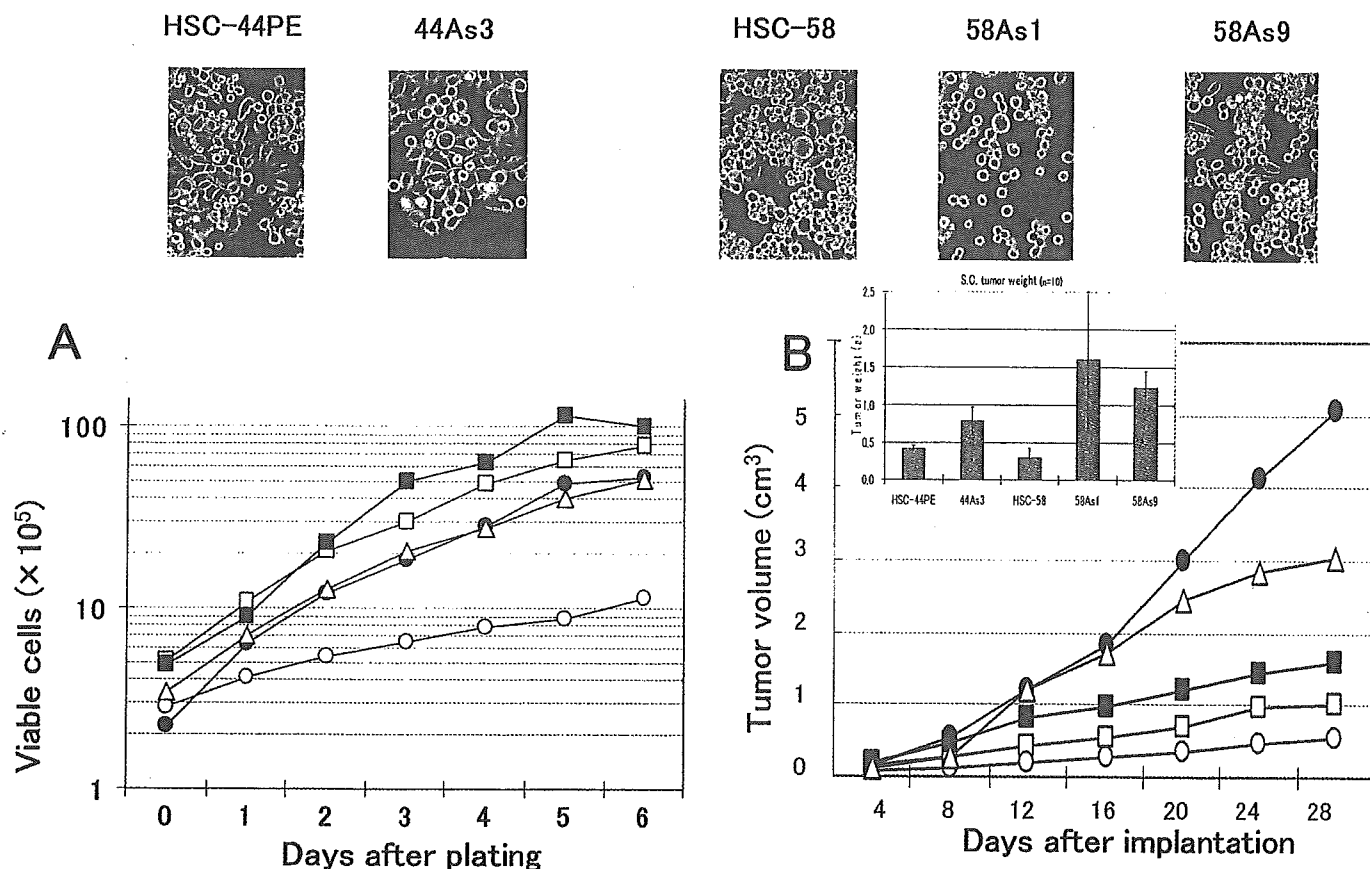 HSC-44PE 44As3 HSC-58 58As1 58As9
S.C. tumor weight (n=10)
Tumor weight (g)
2.5
2.0
1.5
1.0
0.5
0.0
HSC-44PE 44As3 HSC-58 58As1 58As9
A
Viable cells (× 10⁵)
100
10
1
0 1 2 3 4 5 6
Days after plating
B
Tumor volume (cm³)
5
4
3
2
1
0
4 8 12 16 20 24 28
Days after implantation